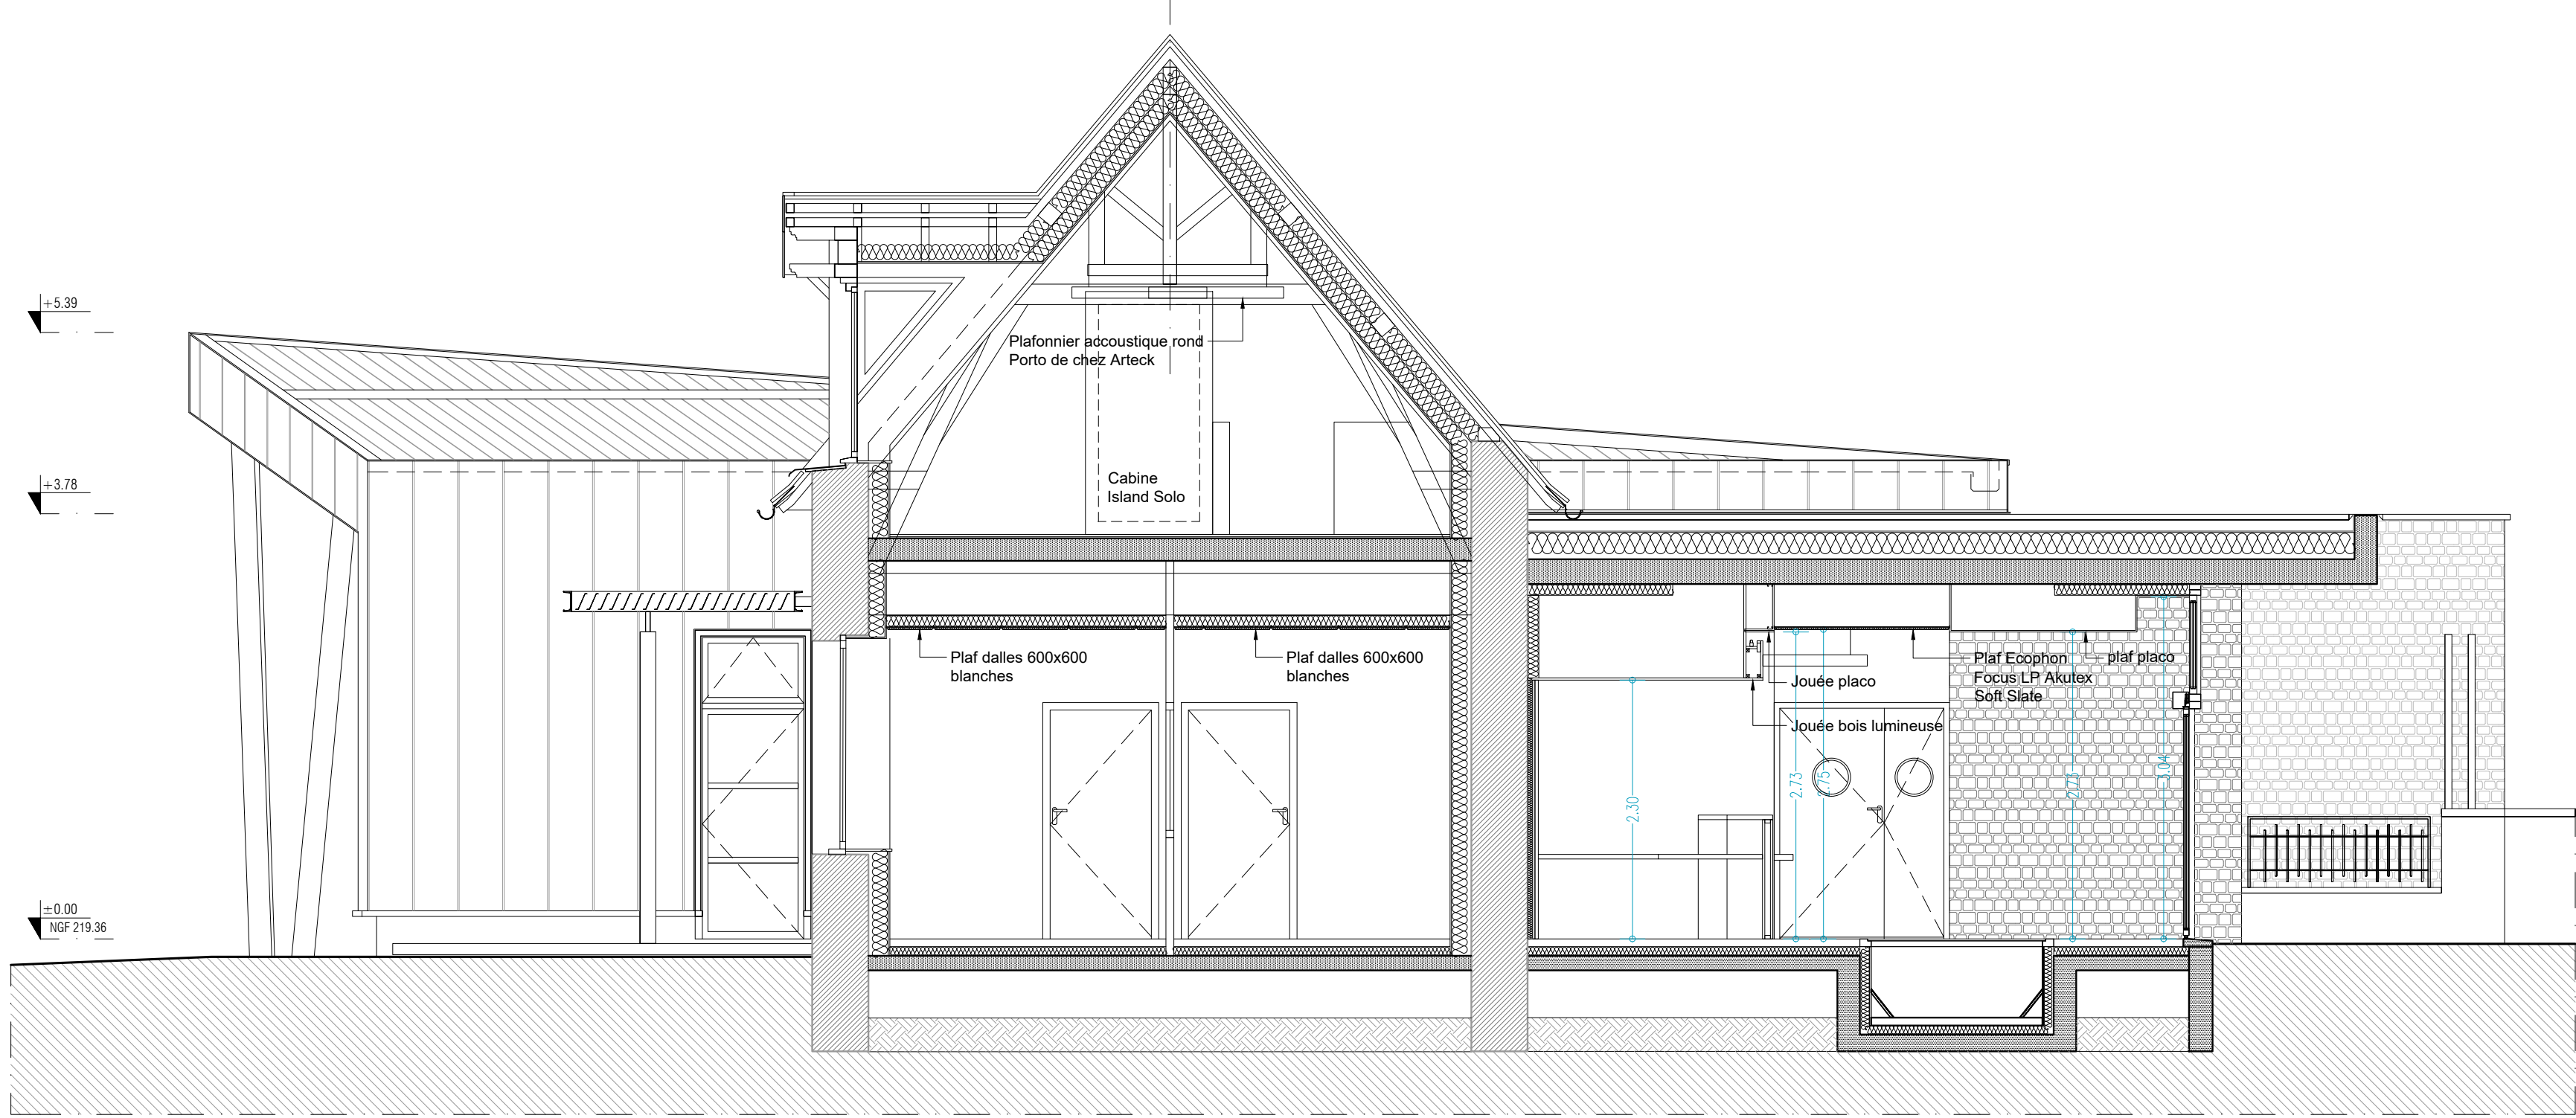 +5.39
Plafonnier accoustique rond
Porto de chez Arteck
+3.78
Cabine
Island Solo
Plaf dalles 600x600
blanches
Plaf dalles 600x600
blanches
Plaf Ecophon
Focus LP Akutex
Soft Slate
plaf placo
Jouée placo
Jouée bois lumineuse
2.30
2.73
2.75
2.73
3.04
±0.00
NGF 219.36